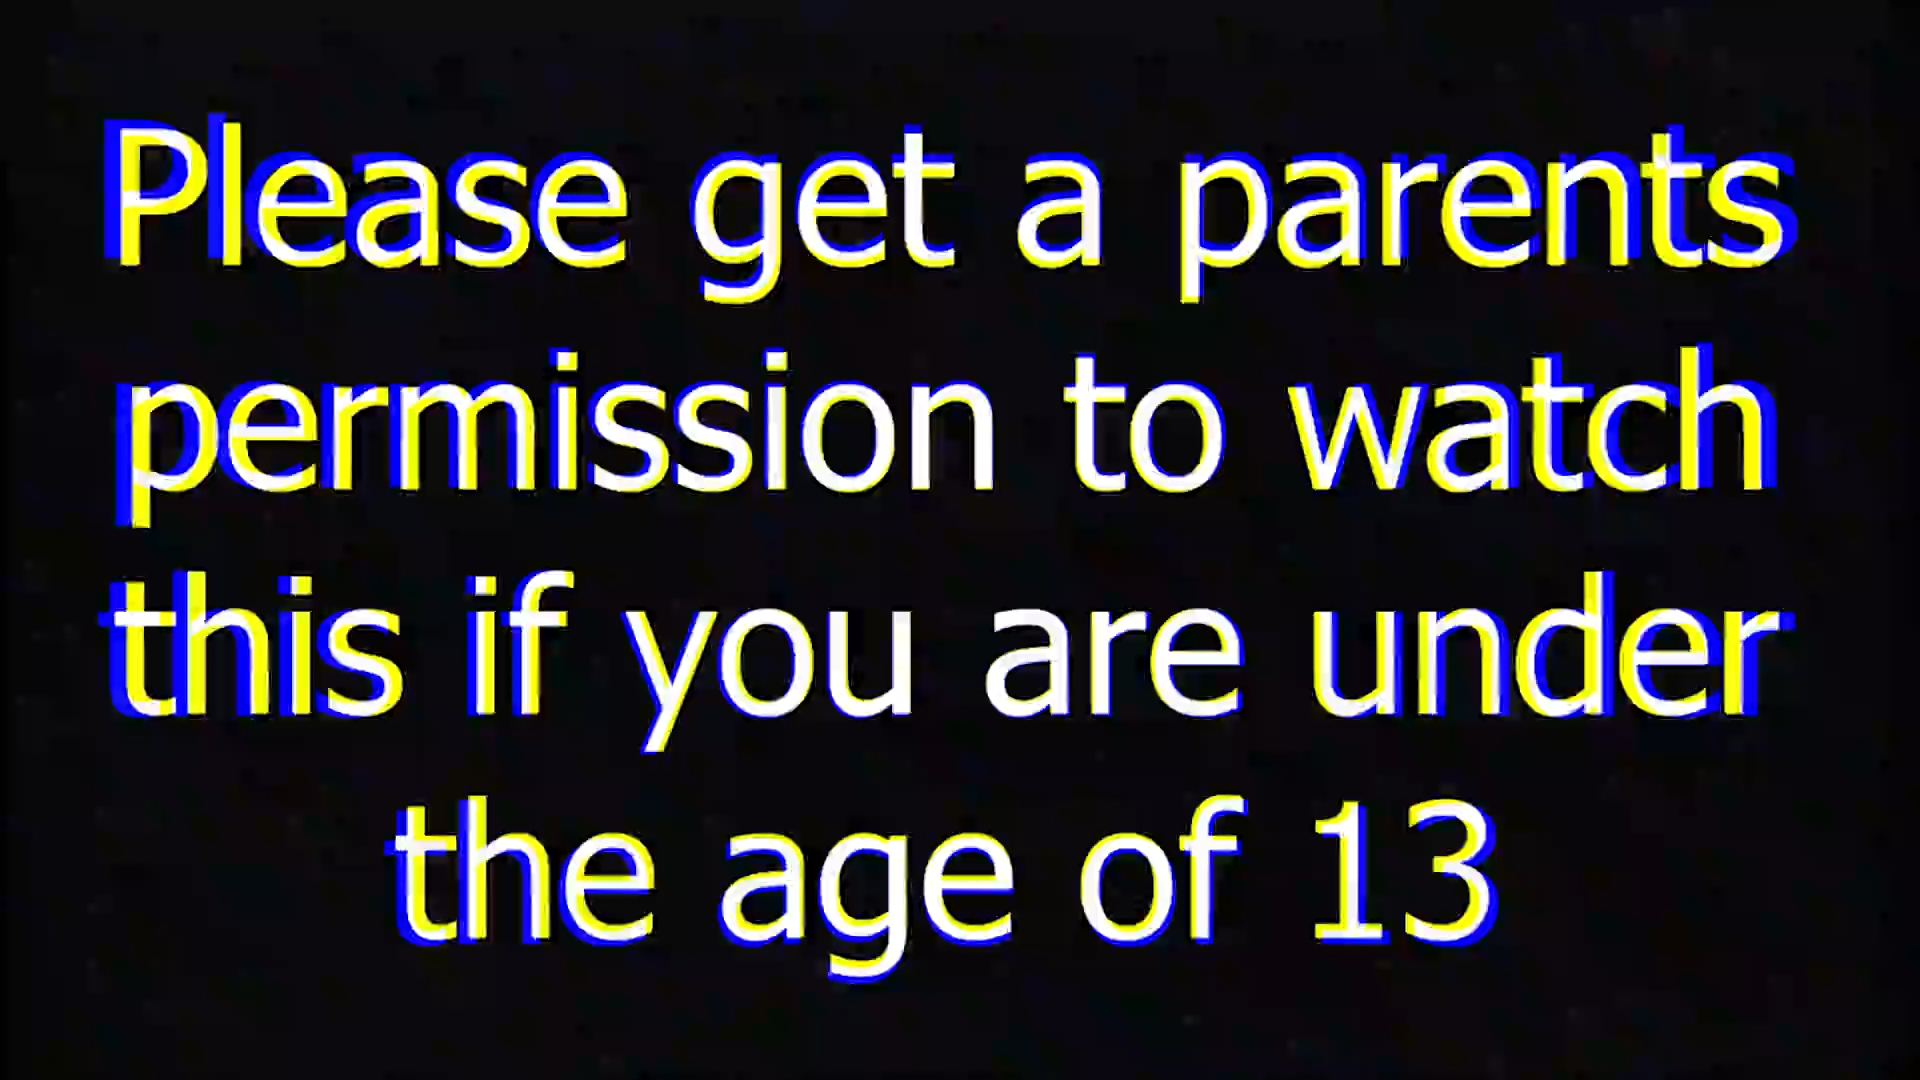 Please get a parents
permission to watch
this if you are under
the age of 13